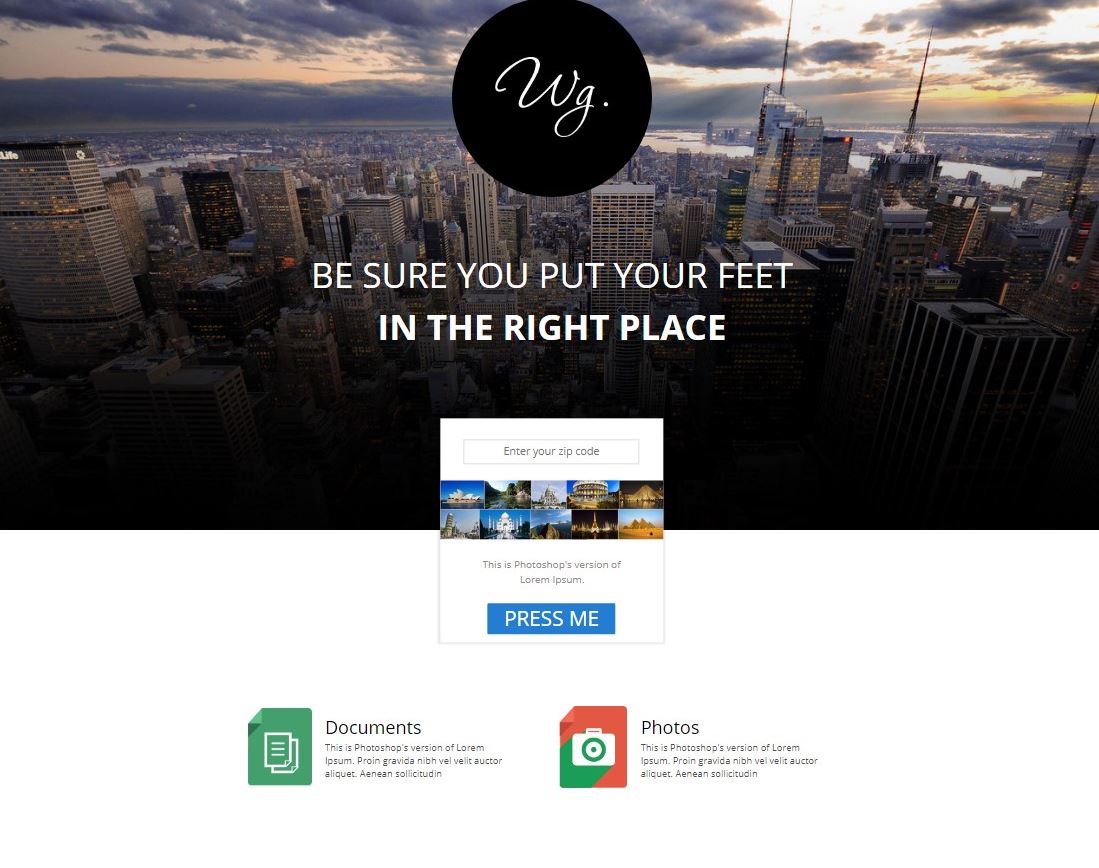 Wg.
Life
BE SURE YOU PUT YOUR FEET
IN THE RIGHT PLACE
Enter your zip code
This is Photoshop's version of
Lorem Ipsum.
PRESS ME
Documents
This is Photoshop's version of Lorem
Ipsum. Proin gravida nibh vel velit auctor
aliquet. Aenean sollicitudin
Photos
This is Photoshop's version of Lorem
Ipsum. Proin gravida nibh vel velit auctor
aliquet. Aenean sollicitudin